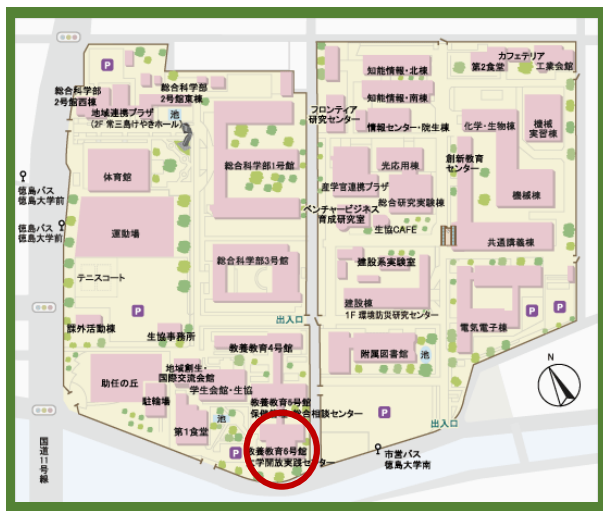 P
総合科学部
2号館西棟
総合科学部
2号館東棟
地域連携プラザ
(2F 常三島けやきホール)
池
体育館
総合科学部1号館
徳島バス
徳島大学前
徳島バス
徳島大学前
運動場
テニスコート
総合科学部3号館
P
課外活動棟
生協事務所
出入口
教養教育4号館
地域創生・
国際交流会館
助任の丘
学生会館・生協
駐輪場
教養教育5号館
総合相談センター
池
第1食堂
P
教養教育6号館
大学開放実践センター
国道11号線
知能情報・北棟
カフェテリア
第2食堂
工業会館
知能情報・南棟
フロンティア
研究センター
情報センター・院生棟
化学・生物棟
機械
実習棟
光応用棟
創新教育
センター
産学官連携プラザ
総合研究実験棟
機械棟
ベンチャービジネス
育成研究室
生協CAFE
共通講義棟
建設系実験室
建設棟
1F 環境防災研究センター
P
P
電気電子棟
附属図書館
池
N
P
出入口
市営バス
徳島大学南